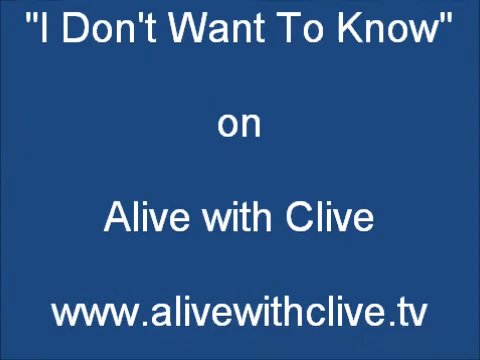 "I Don't Want To Know"
on
Alive with Clive
www.alivewithclive.tv